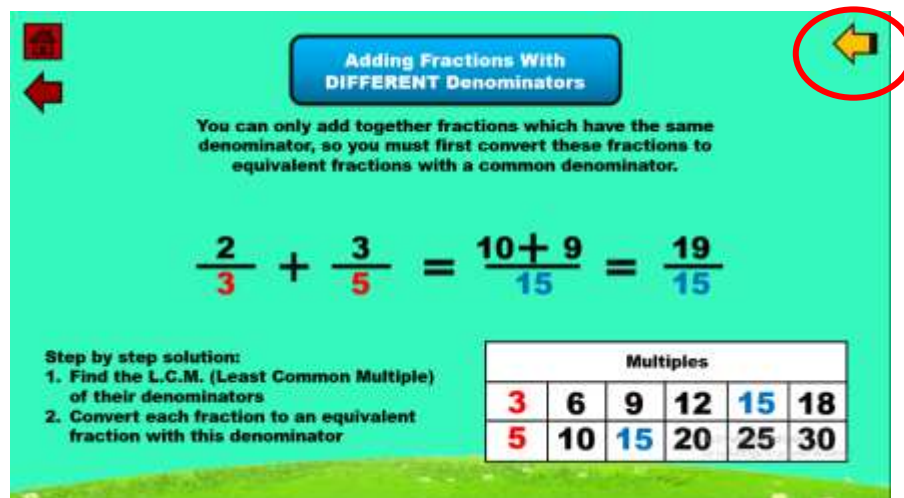 Adding Fractions With
DIFFERENT Denominators
You can only add together fractions which have the same
denominator, so you must first convert these fractions to
equivalent fractions with a common denominator.
2/3 + 3/5 = 10+ 9/15 = 19/15
Step by step solution:
1. Find the L.C.M. (Least Common Multiple)
of their denominators
2. Convert each fraction to an equivalent
fraction with this denominator
Multiples
3 6 9 12 15 18
5 10 15 20 25 30